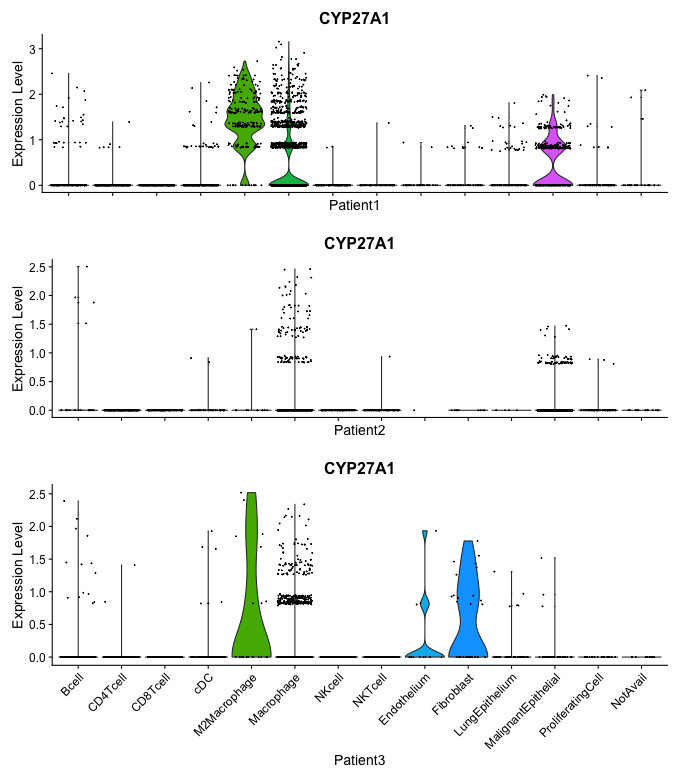 CYP27A1
Expression Level
3
2
1
0
Patient1
CYP27A1
Expression Level
2.5
2.0
1.5
1.0
0.5
0.0
Patient2
CYP27A1
Expression Level
2.5
2.0
1.5
1.0
0.5
0.0
Bcell
CD4Tcell
CD8Tcell
cDC
M2Macrophage
Macrophage
NKcell
NKTcell
Endothelium
Fibroblast
LungEpithelium
MalignantEpithelial
ProliferatingCell
NotAvail
Patient3